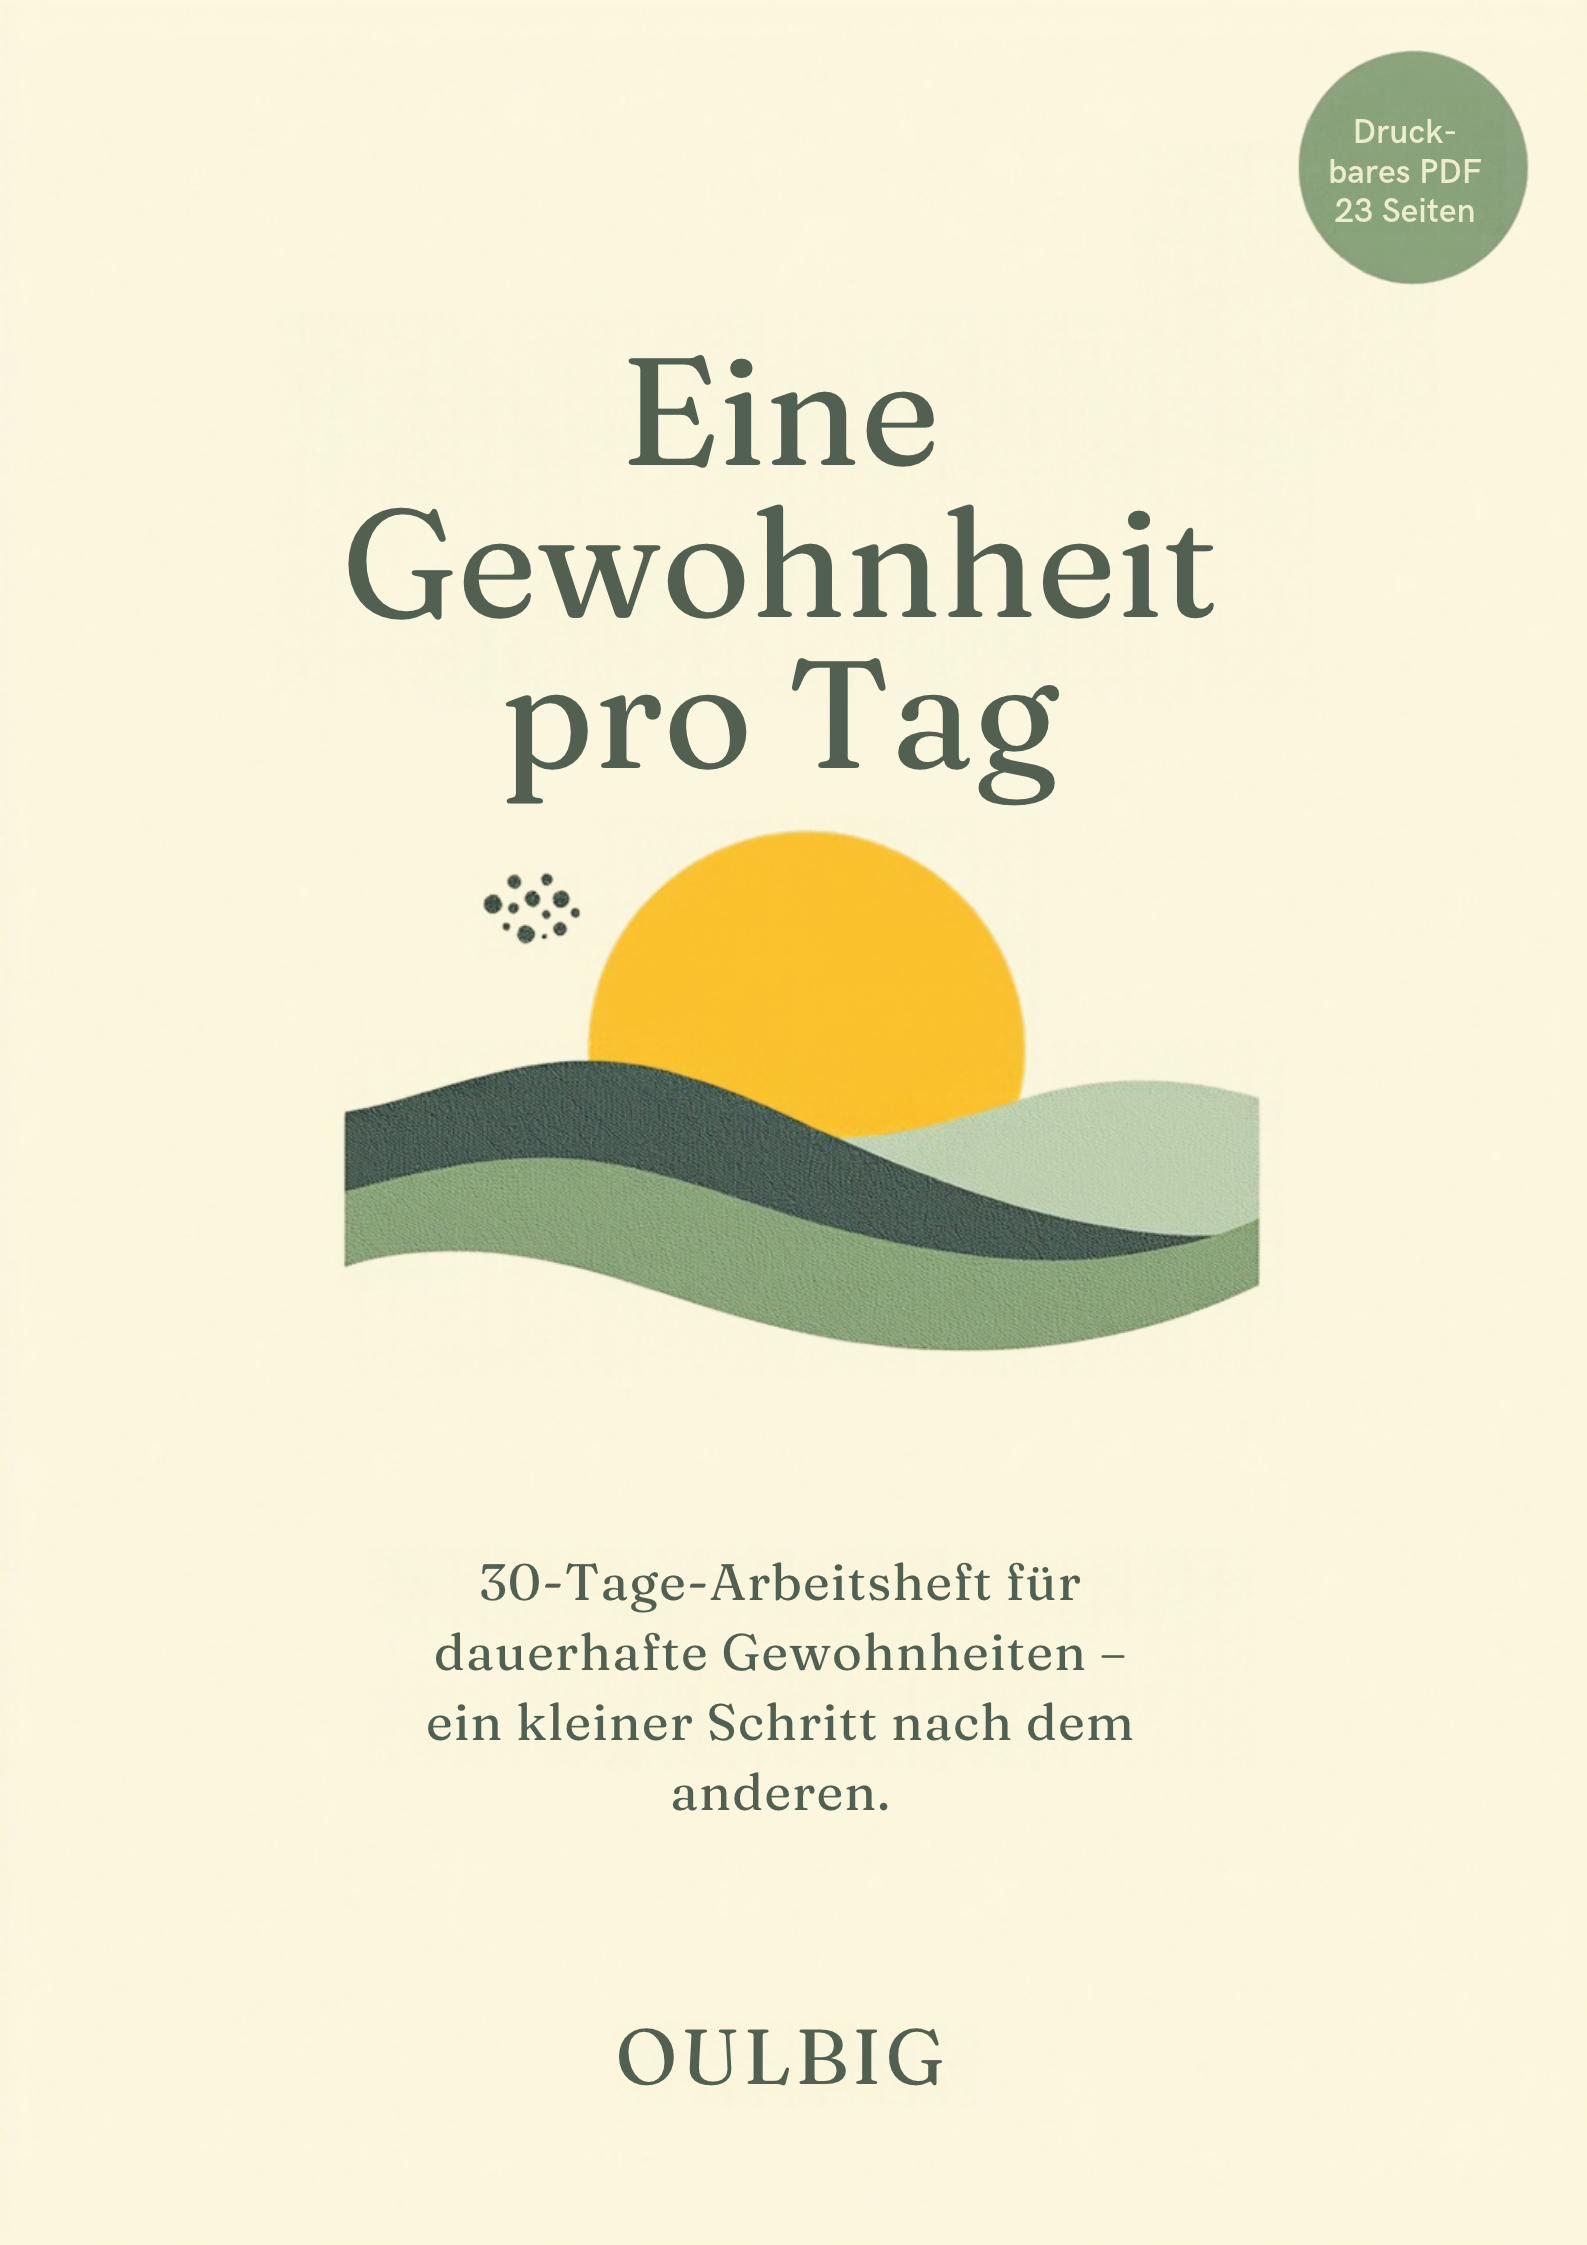 Druck-
bares PDF
23 Seiten
Eine
Gewohnheit
pro Tag
30-Tage-Arbeitsheft für
dauerhafte Gewohnheiten –
ein kleiner Schritt nach dem
anderen.
OULBIG